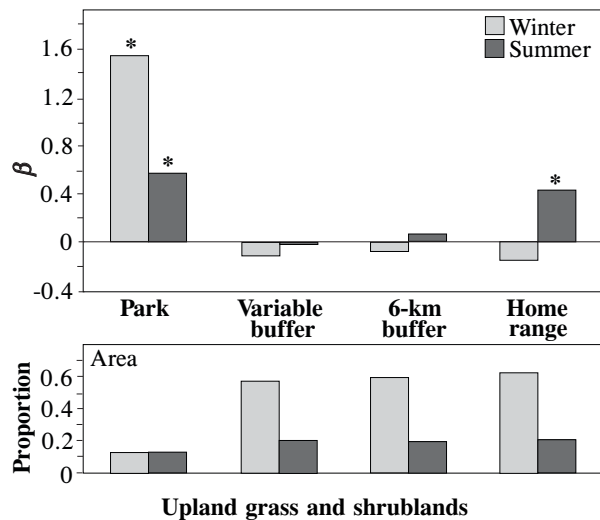 Winter
Summer
1.6
1.2
0.8
0.4
0
-0.4
β
*
*
*
Park
Variable
buffer
6-km
buffer
Home
range
Area
0.6
0.4
0.2
0
Proportion
Upland grass and shrublands